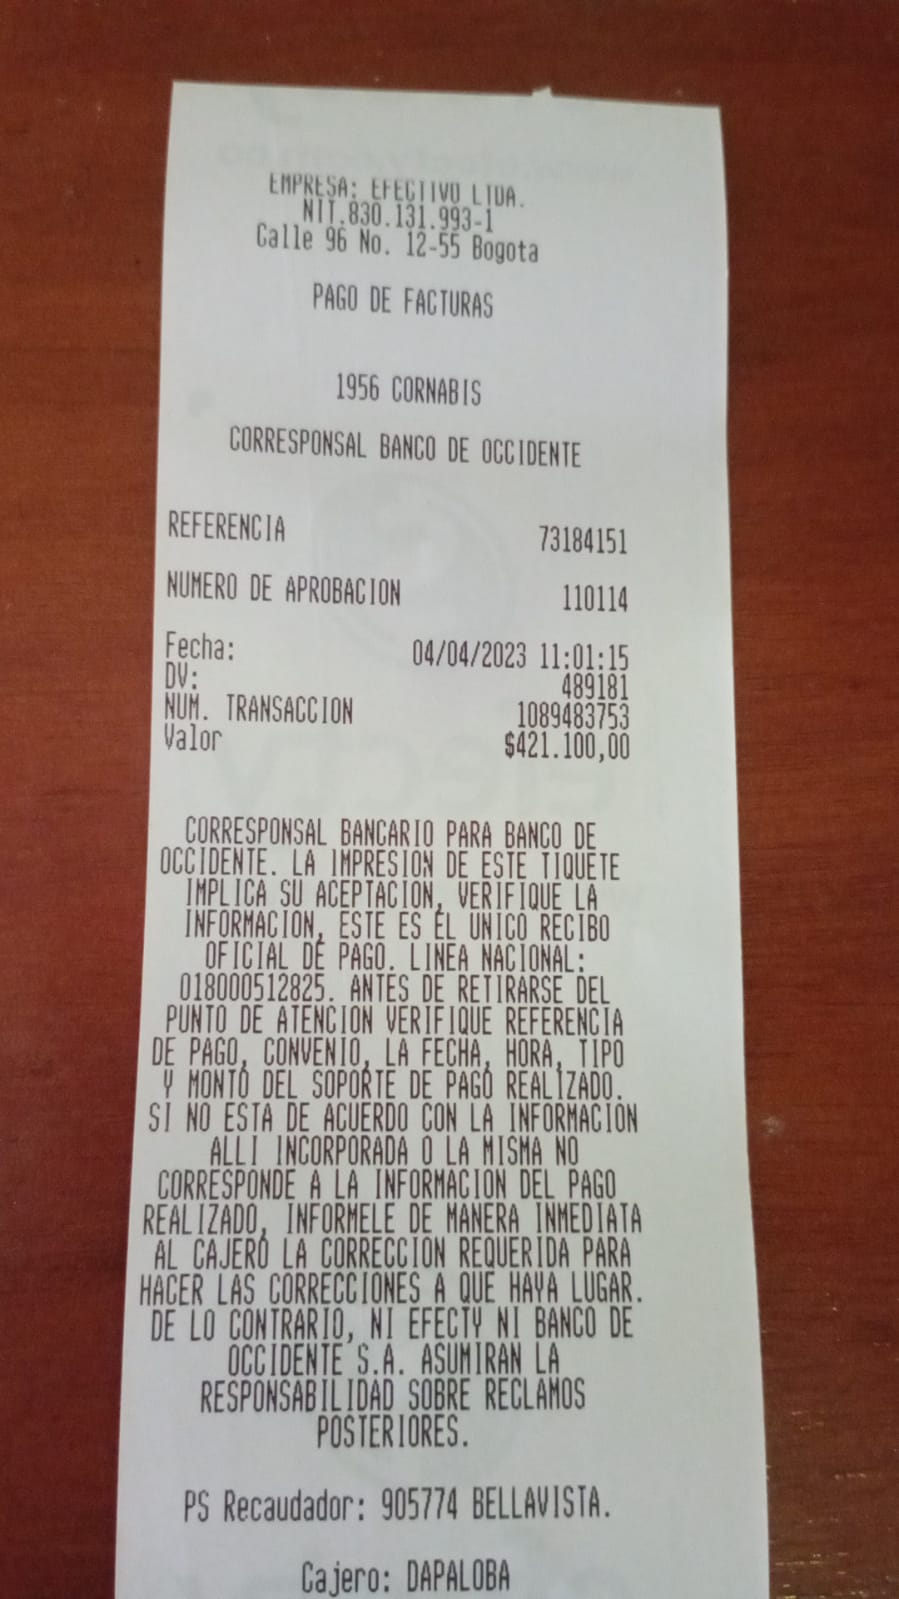 EMPRESA: EFECTIVO LTDA.
NIT.830.131.993-1
Calle 96 No. 12-55 Bogota
PAGO DE FACTURAS
1956 CORNABIS
CORRESPONSAL BANCO DE OCCIDENTE
REFERENCIA 73184151
NUMERO DE APROBACION 110114
Fecha: 04/04/2023 11:01:15
DV: 489181
NUM. TRANSACCION 1089483753
Valor $421.100,00
CORRESPONSAL BANCARIO PARA BANCO DE
OCCIDENTE. LA IMPRESION DE ESTE TIQUETE
IMPLICA SU ACEPTACION, VERIFIQUE LA
INFORMACION, ESTE ES EL UNICO RECIBO
OFICIAL DE PAGO. LINEA NACIONAL:
018000512825. ANTES DE RETIRARSE DEL
PUNTO DE ATENCION VERIFIQUE REFERENCIA
DE PAGO, CONVENIO, LA FECHA, HORA, TIPO
Y MONTO DEL SOPORTE DE PAGO REALIZADO.
SI NO ESTA DE ACUERDO CON LA INFORMACION
ALLI INCORPORADA O LA MISMA NO
CORRESPONDE A LA INFORMACION DEL PAGO
REALIZADO, INFORMELE DE MANERA INMEDIATA
AL CAJERO LA CORRECCION REQUERIDA PARA
HACER LAS CORRECCIONES A QUE HAYA LUGAR.
DE LO CONTRARIO, NI EFECTY NI BANCO DE
OCCIDENTE S.A. ASUMIRAN LA
RESPONSABILIDAD SOBRE RECLAMOS
POSTERIORES.
PS Recaudador: 905774 BELLAVISTA.
Cajero: DAPALOBA